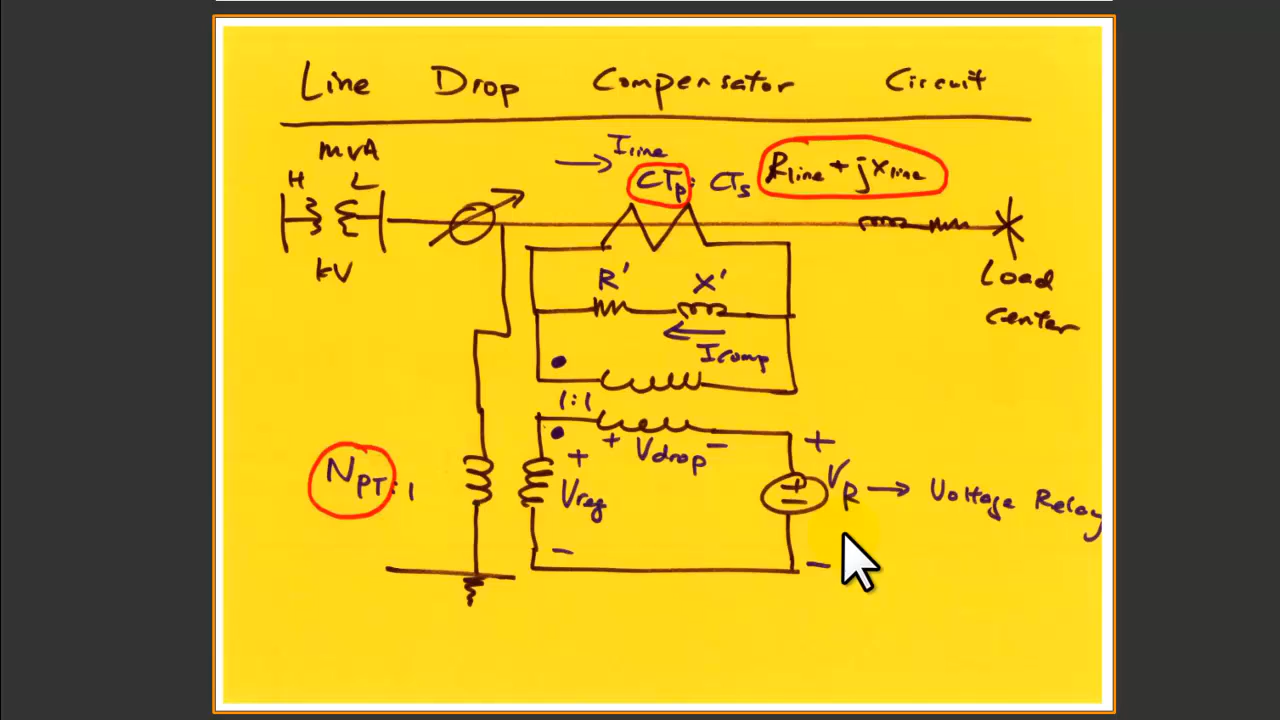 Line Drop Compensator Circuit
MVA
H L
kV
Iline
CTp : CTs
Rline + jXline
Load
Center
R' X'
Icomp
1:1
+ Vdrop -
NPT : 1
+
Vreg
-
+
VR → Voltage Relay
-